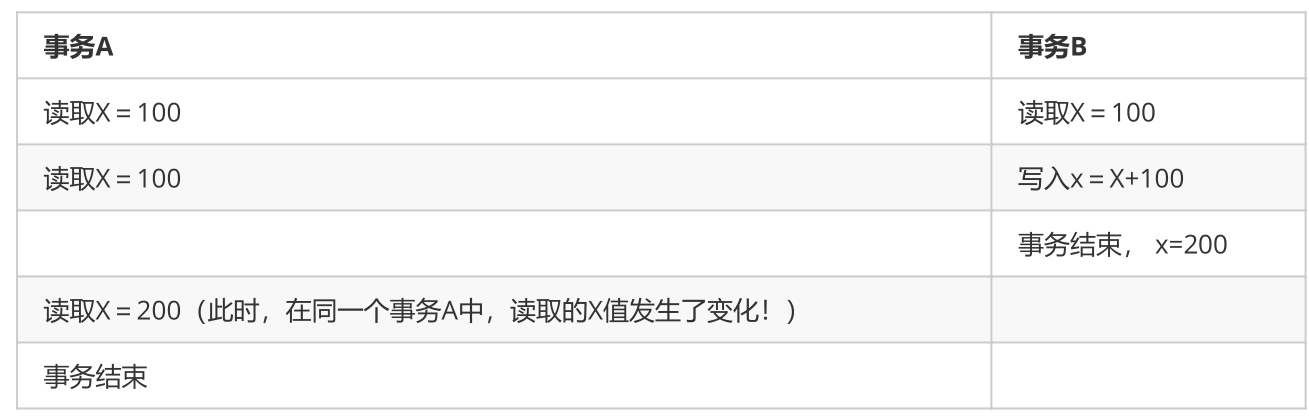 事务A 事务B
读取X = 100 读取X = 100
读取X = 100 写入x = X+100
事务结束， x=200
读取X = 200（此时，在同一个事务A中，读取的X值发生了变化！）
事务结束